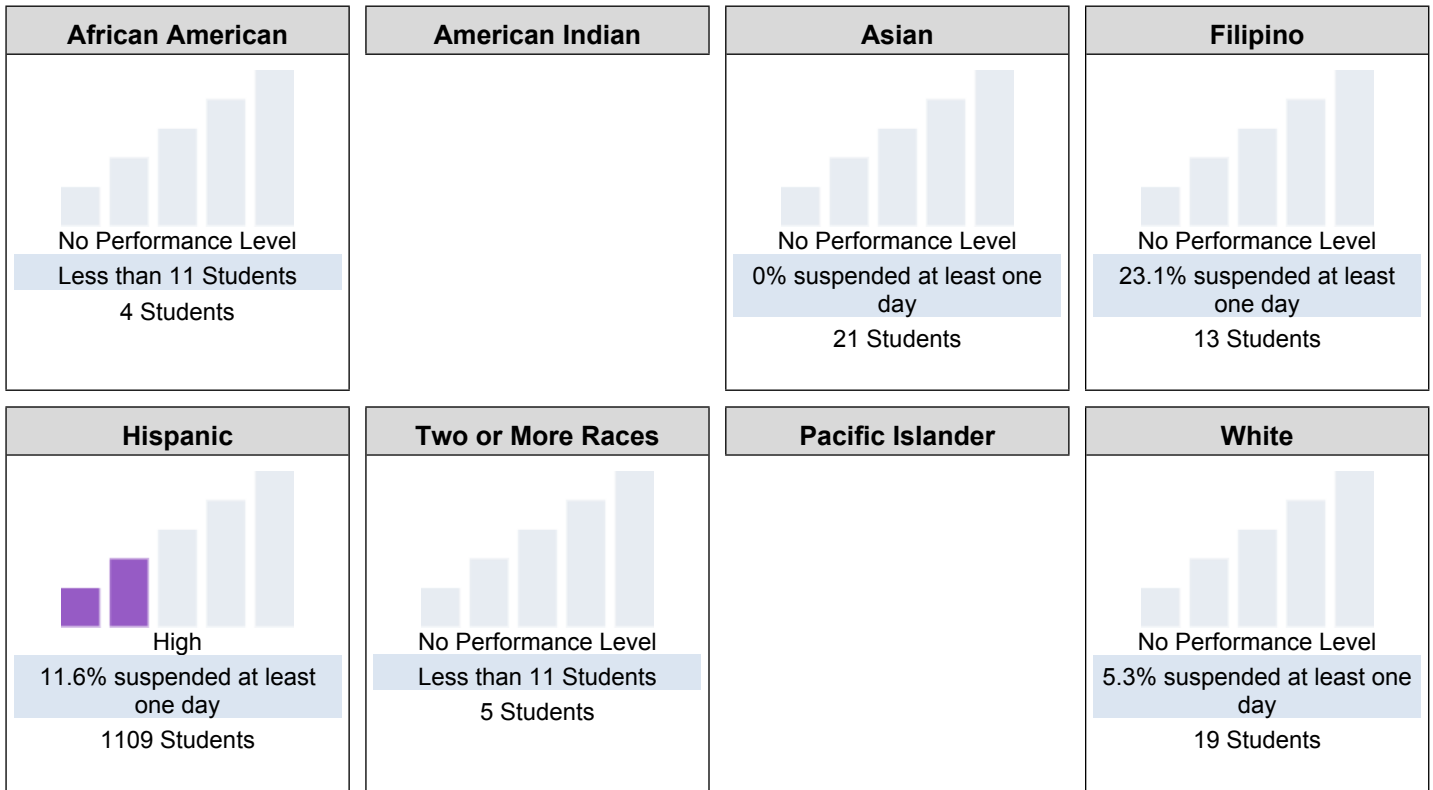 African American
No Performance Level
Less than 11 Students
4 Students
American Indian
Asian
No Performance Level
0% suspended at least one
day
21 Students
Filipino
No Performance Level
23.1% suspended at least
one day
13 Students
Hispanic
High
11.6% suspended at least
one day
1109 Students
Two or More Races
No Performance Level
Less than 11 Students
5 Students
Pacific Islander
White
No Performance Level
5.3% suspended at least one
day
19 Students